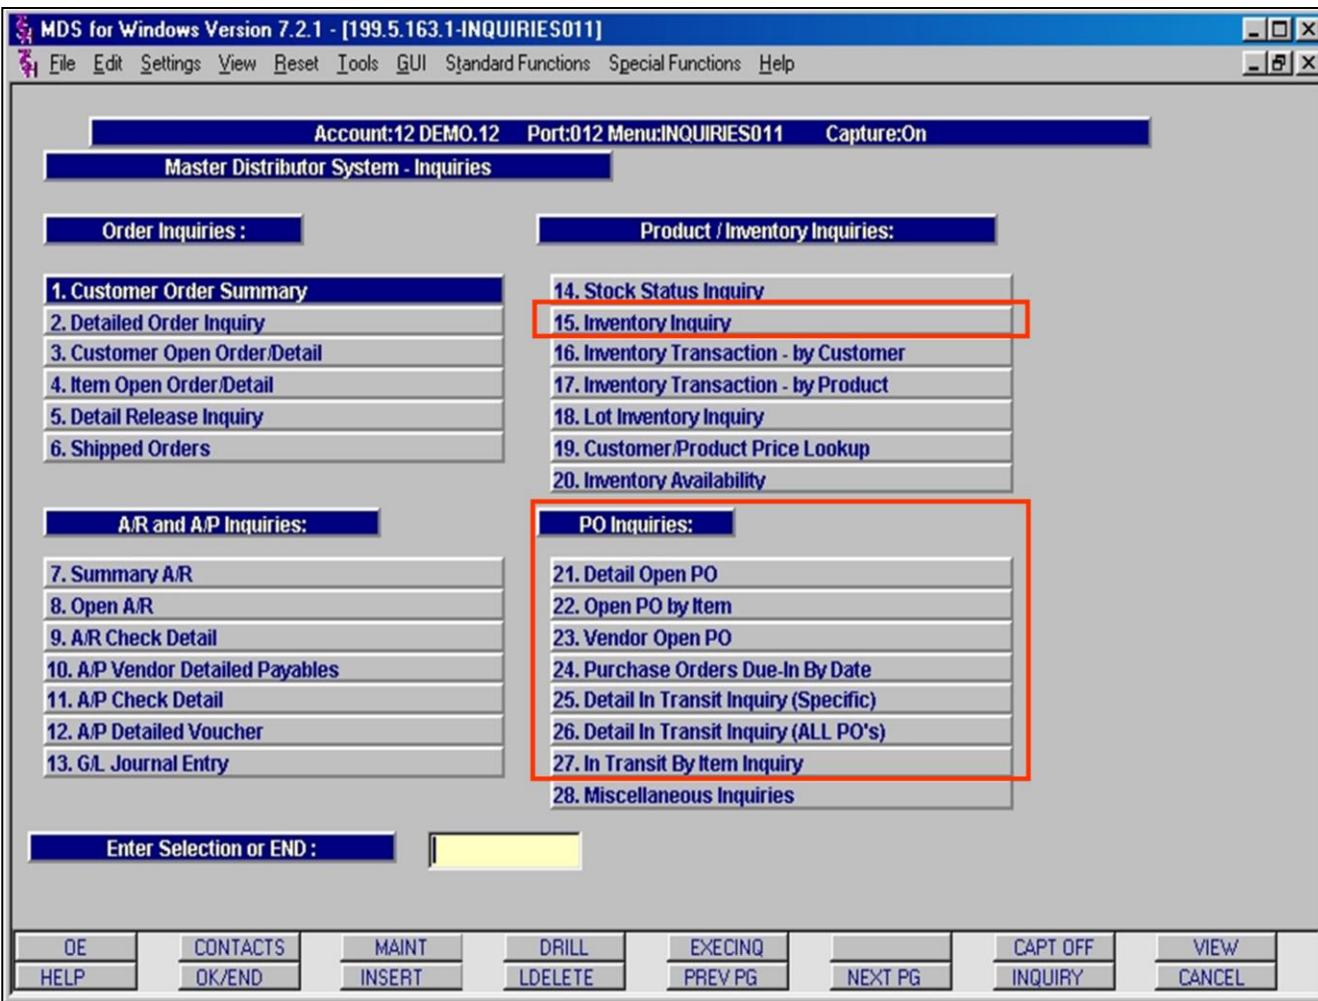 MDS for Windows Version 7.2.1 - [199.5.163.1-INQUIRIES011]
File Edit Settings View Reset Tools GUI Standard Functions Special Functions Help
Account:12 DEMO.12 Port:012 Menu:INQUIRIES011 Capture:On
Master Distributor System - Inquiries
Order Inquiries :
1. Customer Order Summary
2. Detailed Order Inquiry
3. Customer Open Order/Detail
4. Item Open Order/Detail
5. Detail Release Inquiry
6. Shipped Orders
A/R and A/P Inquiries:
7. Summary A/R
8. Open A/R
9. A/R Check Detail
10. A/P Vendor Detailed Payables
11. A/P Check Detail
12. A/P Detailed Voucher
13. G/L Journal Entry
Product / Inventory Inquiries:
14. Stock Status Inquiry
15. Inventory Inquiry
16. Inventory Transaction - by Customer
17. Inventory Transaction - by Product
18. Lot Inventory Inquiry
19. Customer/Product Price Lookup
20. Inventory Availability
PO Inquiries:
21. Detail Open PO
22. Open PO by Item
23. Vendor Open PO
24. Purchase Orders Due-In By Date
25. Detail In Transit Inquiry (Specific)
26. Detail In Transit Inquiry (ALL PO's)
27. In Transit By Item Inquiry
28. Miscellaneous Inquiries
Enter Selection or END :
OE CONTACTS MAINT DRILL EXECINQ CAPT OFF VIEW
HELP OK/END INSERT LDELETE PREV PG NEXT PG INQUIRY CANCEL